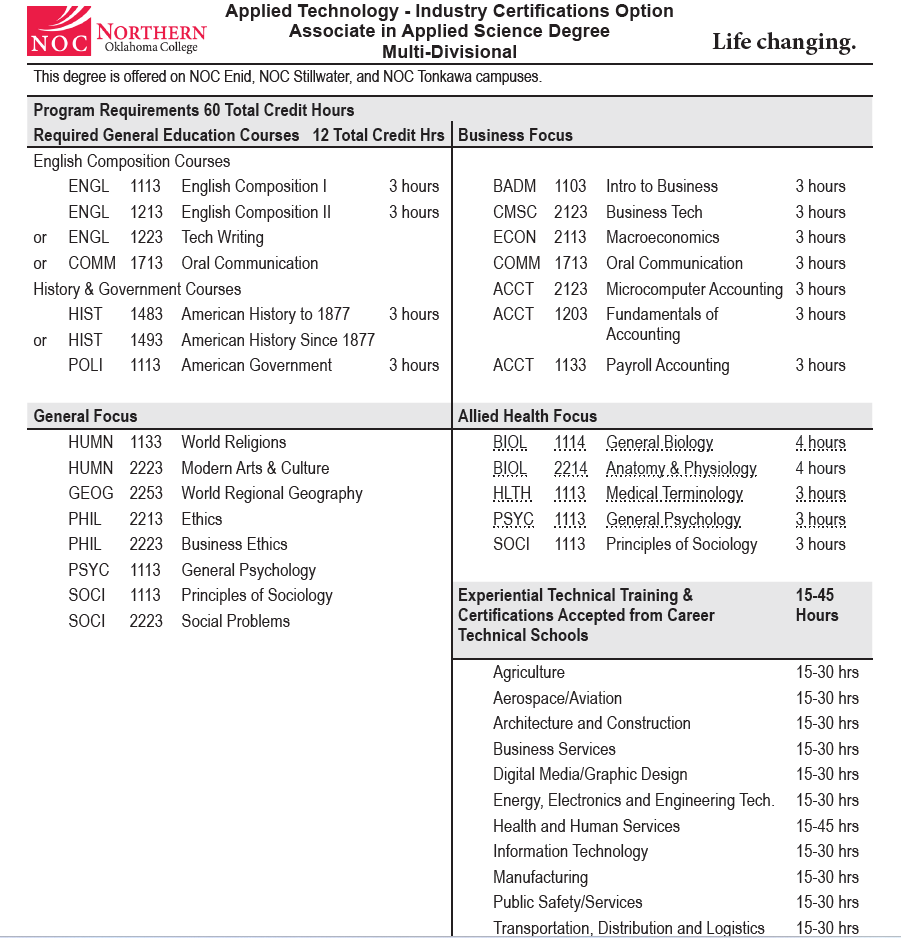 NOC NORTHERN
Oklahoma College
Applied Technology - Industry Certifications Option
Associate in Applied Science Degree
Multi-Divisional
Life changing.
This degree is offered on NOC Enid, NOC Stillwater, and NOC Tonkawa campuses.
Program Requirements 60 Total Credit Hours
Required General Education Courses 12 Total Credit Hrs
English Composition Courses
ENGL 1113 English Composition I 3 hours
ENGL 1213 English Composition II 3 hours
or ENGL 1223 Tech Writing
or COMM 1713 Oral Communication
History & Government Courses
HIST 1483 American History to 1877 3 hours
or HIST 1493 American History Since 1877
POLI 1113 American Government 3 hours
General Focus
HUMN 1133 World Religions
HUMN 2223 Modern Arts & Culture
GEOG 2253 World Regional Geography
PHIL 2213 Ethics
PHIL 2223 Business Ethics
PSYC 1113 General Psychology
SOCI 1113 Principles of Sociology
SOCI 2223 Social Problems
Business Focus
BADM 1103 Intro to Business 3 hours
CMSC 2123 Business Tech 3 hours
ECON 2113 Macroeconomics 3 hours
COMM 1713 Oral Communication 3 hours
ACCT 2123 Microcomputer Accounting 3 hours
ACCT 1203 Fundamentals of 3 hours
Accounting
ACCT 1133 Payroll Accounting 3 hours
Allied Health Focus
BIOL 1114 General Biology 4 hours
BIOL 2214 Anatomy & Physiology 4 hours
HLTH 1113 Medical Terminology 3 hours
PSYC 1113 General Psychology 3 hours
SOCI 1113 Principles of Sociology 3 hours
Experiential Technical Training & 15-45
Certifications Accepted from Career Hours
Technical Schools
Agriculture 15-30 hrs
Aerospace/Aviation 15-30 hrs
Architecture and Construction 15-30 hrs
Business Services 15-30 hrs
Digital Media/Graphic Design 15-30 hrs
Energy, Electronics and Engineering Tech. 15-30 hrs
Health and Human Services 15-45 hrs
Information Technology 15-30 hrs
Manufacturing 15-30 hrs
Public Safety/Services 15-30 hrs
Transportation, Distribution and Logistics 15-30 hrs